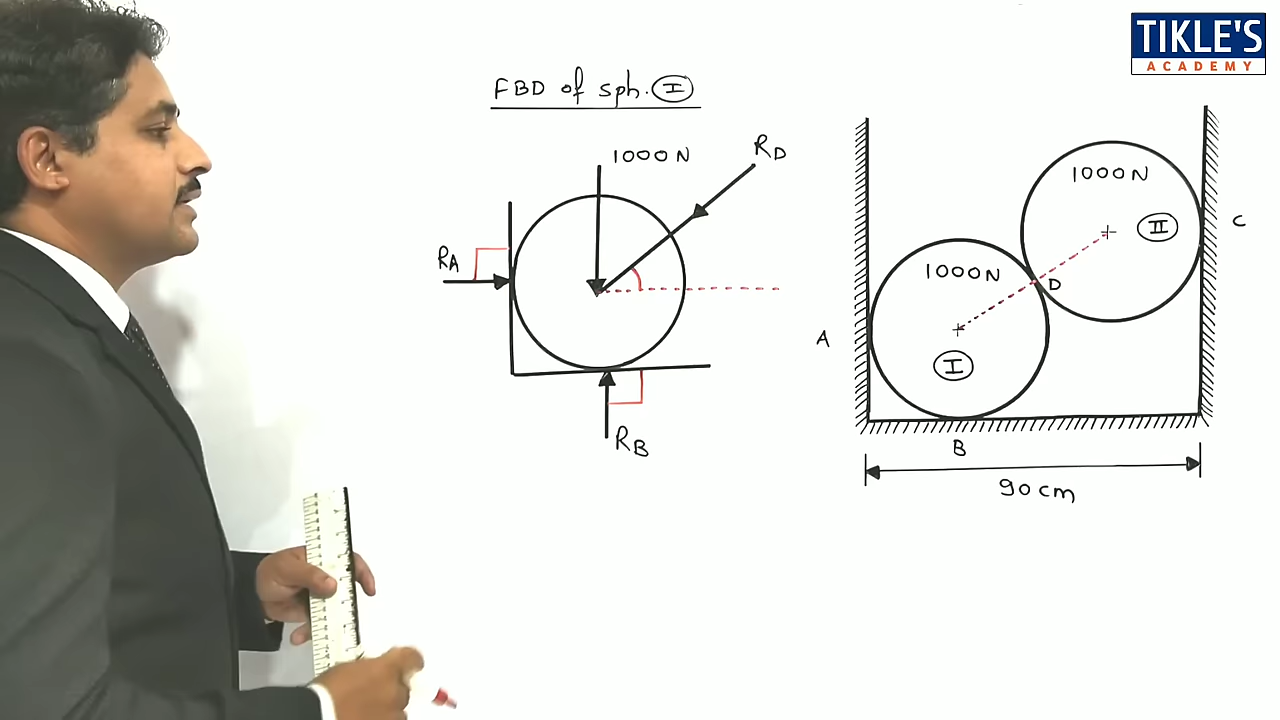 TIKLE'S
ACADEMY
FBD of sph. I
1000 N
RD
RA
RB
1000 N
II
C
1000 N
D
A
I
B
90 cm